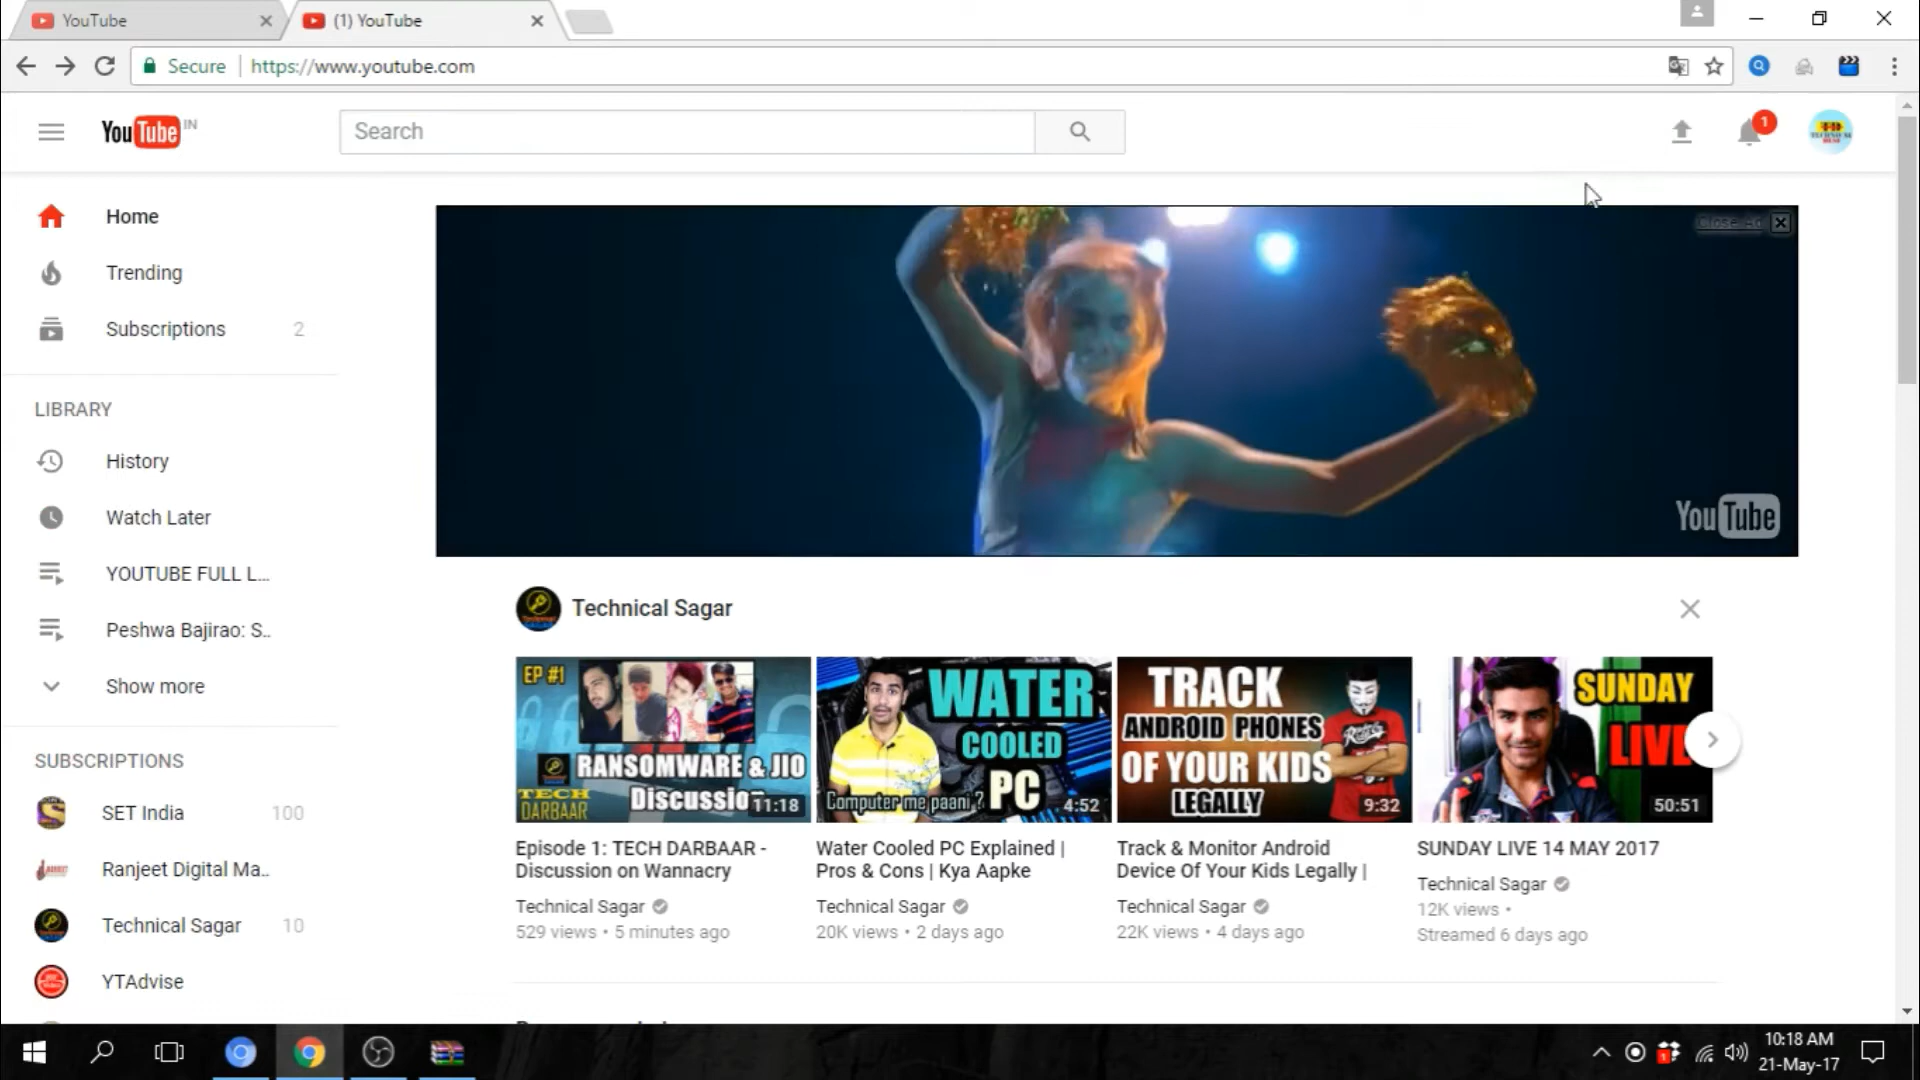 YouTube
(1) YouTube
Secure
https://www.youtube.com
YouTube IN
Search
1
Home
Trending
Subscriptions 2
LIBRARY
History
Watch Later
YOUTUBE FULL L...
Peshwa Bajirao: S..
Show more
SUBSCRIPTIONS
SET India 100
Ranjeet Digital Ma..
Technical Sagar 10
YTAdvise
Close Ad
YouTube
Technical Sagar
EP #1
RANSOMWARE & JIO
TECH
DARBAAR
Discussion
11:18
Episode 1: TECH DARBAAR -
Discussion on Wannacry
Technical Sagar
529 views • 5 minutes ago
WATER
COOLED
PC
Computer me paani ?
4:52
Water Cooled PC Explained |
Pros & Cons | Kya Aapke
Technical Sagar
20K views • 2 days ago
TRACK
ANDROID PHONES
OF YOUR KIDS
LEGALLY
9:32
Track & Monitor Android
Device Of Your Kids Legally |
Technical Sagar
22K views • 4 days ago
SUNDAY
LIVE
50:51
SUNDAY LIVE 14 MAY 2017
Technical Sagar
12K views •
Streamed 6 days ago
10:18 AM
21-May-17